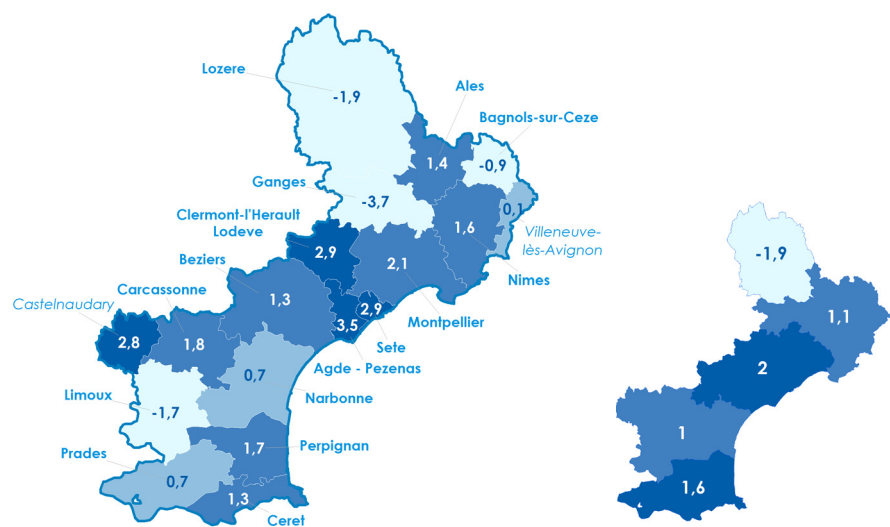 Lozere
-1,9
Ales
Bagnols-sur-Ceze
1,4
-0,9
Ganges
-3,7
0,1
Clermont-l'Herault
Lodeve
2,9
1,6
Villeneuve-
lès-Avignon
Beziers
2,1
Nimes
Carcassonne
1,3
Castelnaudary
2,9
Montpellier
3,5
Sete
2,8
1,8
Agde - Pezenas
0,7
Narbonne
Limoux
-1,7
Prades
1,7
Perpignan
0,7
1,3
Ceret
-1,9
1,1
2
1
1,6